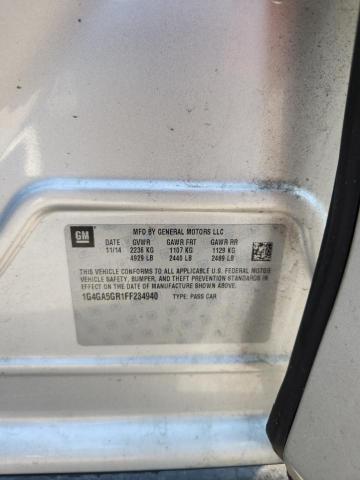 GM
MFD BY GENERAL MOTORS LLC
DATE GVWR GAWR FRT GAWR RR
11/14 2236 KG 1107 KG 1129 KG
4929 LB 2440 LB 2489 LB
THIS VEHICLE CONFORMS TO ALL APPLICABLE U.S. FEDERAL MOTOR
VEHICLE SAFETY, BUMPER, AND THEFT PREVENTION STANDARDS IN
EFFECT ON THE DATE OF MANUFACTURE SHOWN ABOVE.
1G4GA5GR1FF234940 TYPE: PASS CAR